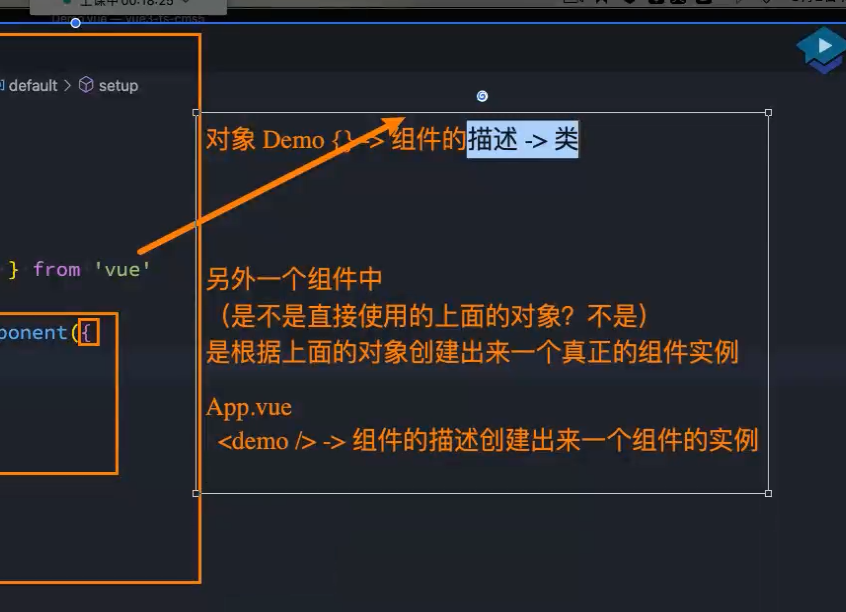 上课中 00:18:25
Demo.vue — vue3-ts-cms5
default > setup
对象 Demo {} -> 组件的描述 -> 类
} from 'vue'
另外一个组件中
（是不是直接使用的上面的对象？不是）
ponent({
是根据上面的对象创建出来一个真正的组件实例
App.vue
<demo /> -> 组件的描述创建出来一个组件的实例